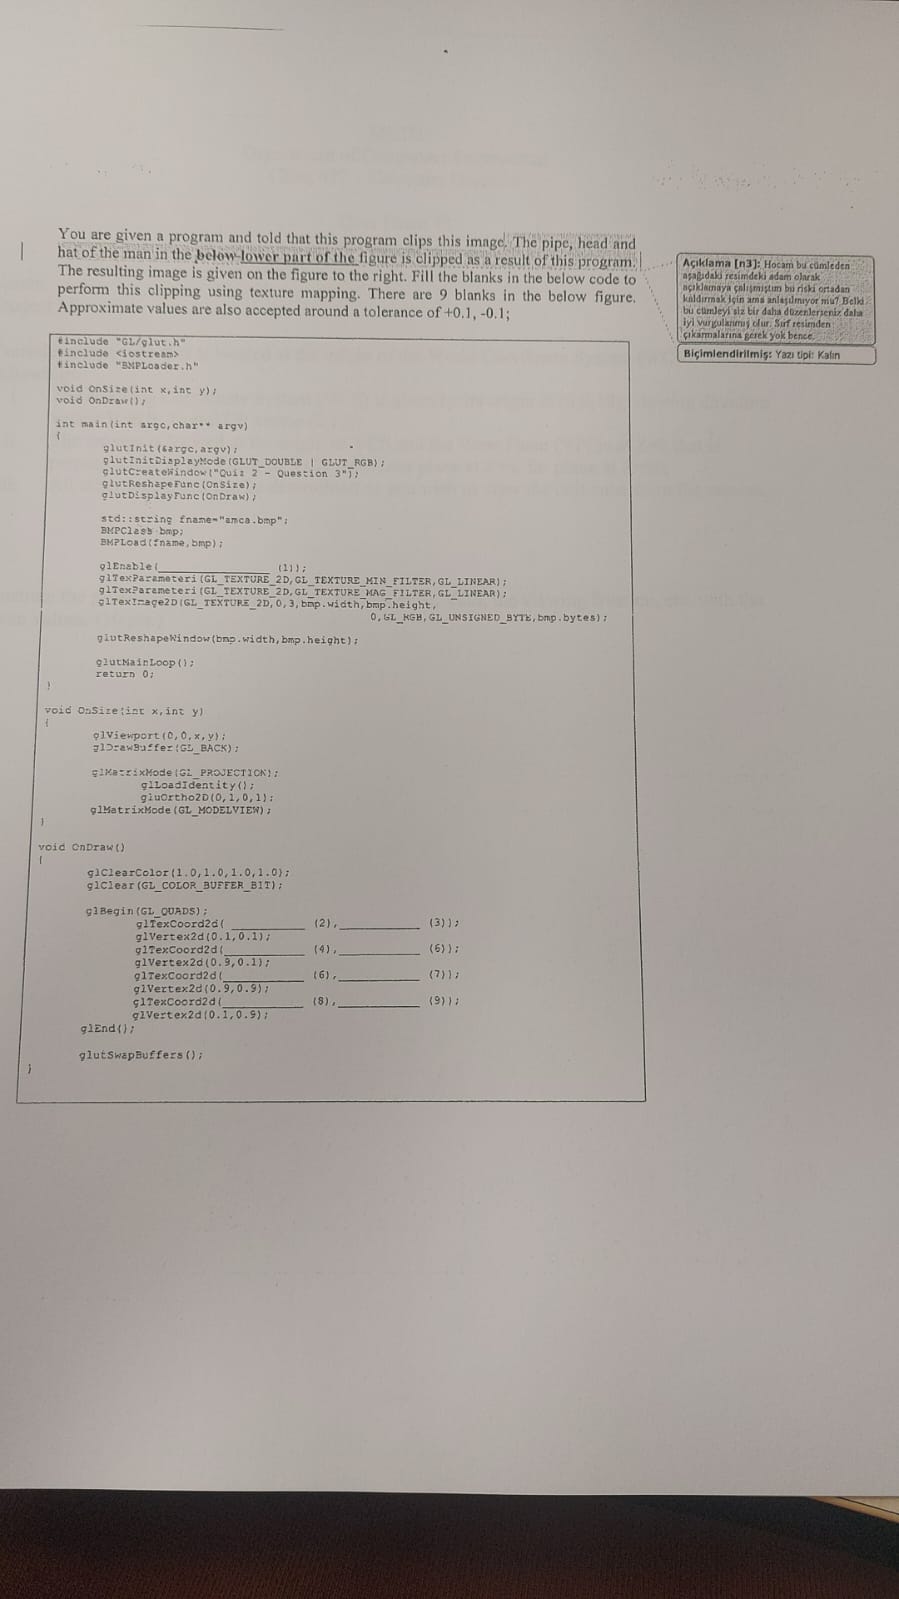 You are given a program and told that this program clips this image. The pipe, head and
hat of the man in the below lower part of the figure is clipped as a result of this program.
The resulting image is given on the figure to the right. Fill the blanks in the below code to
perform this clipping using texture mapping. There are 9 blanks in the below figure.
Approximate values are also accepted around a tolerance of +0.1, -0.1;
Açıklama [n3]: Hocam bu cümleden
aşağıdaki resimdeki adam olarak
açıklamaya çalışmıştım bu riski ortadan
kaldırmak için ama anlaşılmıyor mu? Belki
bu cümleyi siz bir daha düzenlerseniz daha
iyi vurgulanmış olur. Sırf resimden
çıkarmalarına gerek yok bence.
Biçimlendirilmiş: Yazı tipi: Kalın
#include "GL/glut.h"
#include <iostream>
#include "BMPLoader.h"
void OnSize(int x,int y);
void OnDraw();
int main(int argc,char** argv)
{
glutInit(&argc,argv);
glutInitDisplayMode(GLUT_DOUBLE | GLUT_RGB);
glutCreateWindow("Quiz 2 - Question 3");
glutReshapeFunc(OnSize);
glutDisplayFunc(OnDraw);
std::string fname="amca.bmp";
BMPClass bmp;
BMPLoad(fname,bmp);
glEnable(____________________ (1));
glTexParameteri(GL_TEXTURE_2D,GL_TEXTURE_MIN_FILTER,GL_LINEAR);
glTexParameteri(GL_TEXTURE_2D,GL_TEXTURE_MAG_FILTER,GL_LINEAR);
glTexImage2D(GL_TEXTURE_2D,0,3,bmp.width,bmp.height,
0,GL_RGB,GL_UNSIGNED_BYTE,bmp.bytes);
glutReshapeWindow(bmp.width,bmp.height);
glutMainLoop();
return 0;
}
void OnSize(int x,int y)
{
glViewport(0,0,x,y);
glDrawBuffer(GL_BACK);
glMatrixMode(GL_PROJECTION);
glLoadIdentity();
gluOrtho2D(0,1,0,1);
glMatrixMode(GL_MODELVIEW);
}
void OnDraw()
{
glClearColor(1.0,1.0,1.0,1.0);
glClear(GL_COLOR_BUFFER_BIT);
glBegin(GL_QUADS);
glTexCoord2d(____________ (2),____________ (3));
glVertex2d(0.1,0.1);
glTexCoord2d(____________ (4),____________ (6));
glVertex2d(0.9,0.1);
glTexCoord2d(____________ (6),____________ (7));
glVertex2d(0.9,0.9);
glTexCoord2d(____________ (8),____________ (9));
glVertex2d(0.1,0.9);
glEnd();
glutSwapBuffers();
}